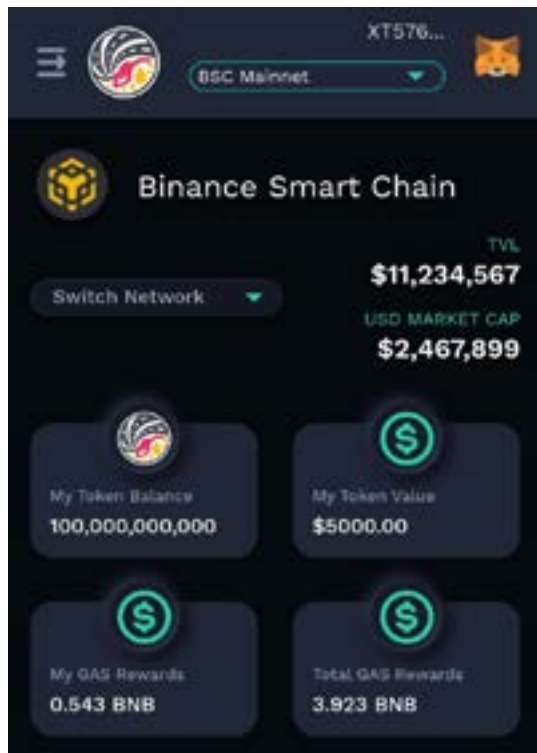 XT576...
BSC Mainnet
Binance Smart Chain
TVL
$11,234,567
Switch Network
USD MARKET CAP
$2,467,899
My Token Balance
100,000,000,000
My Token Value
$5000.00
My GAS Rewards
0.543 BNB
Total GAS Rewards
3.923 BNB